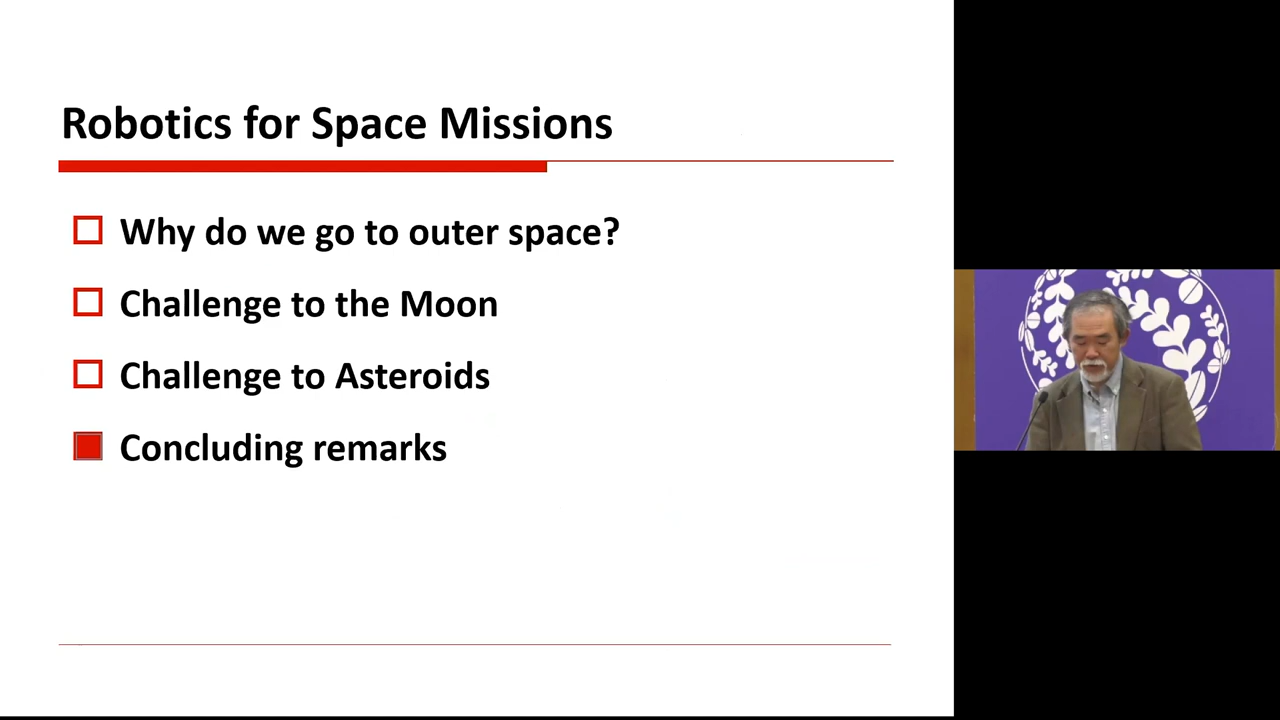 Robotics for Space Missions
Why do we go to outer space?
Challenge to the Moon
Challenge to Asteroids
Concluding remarks